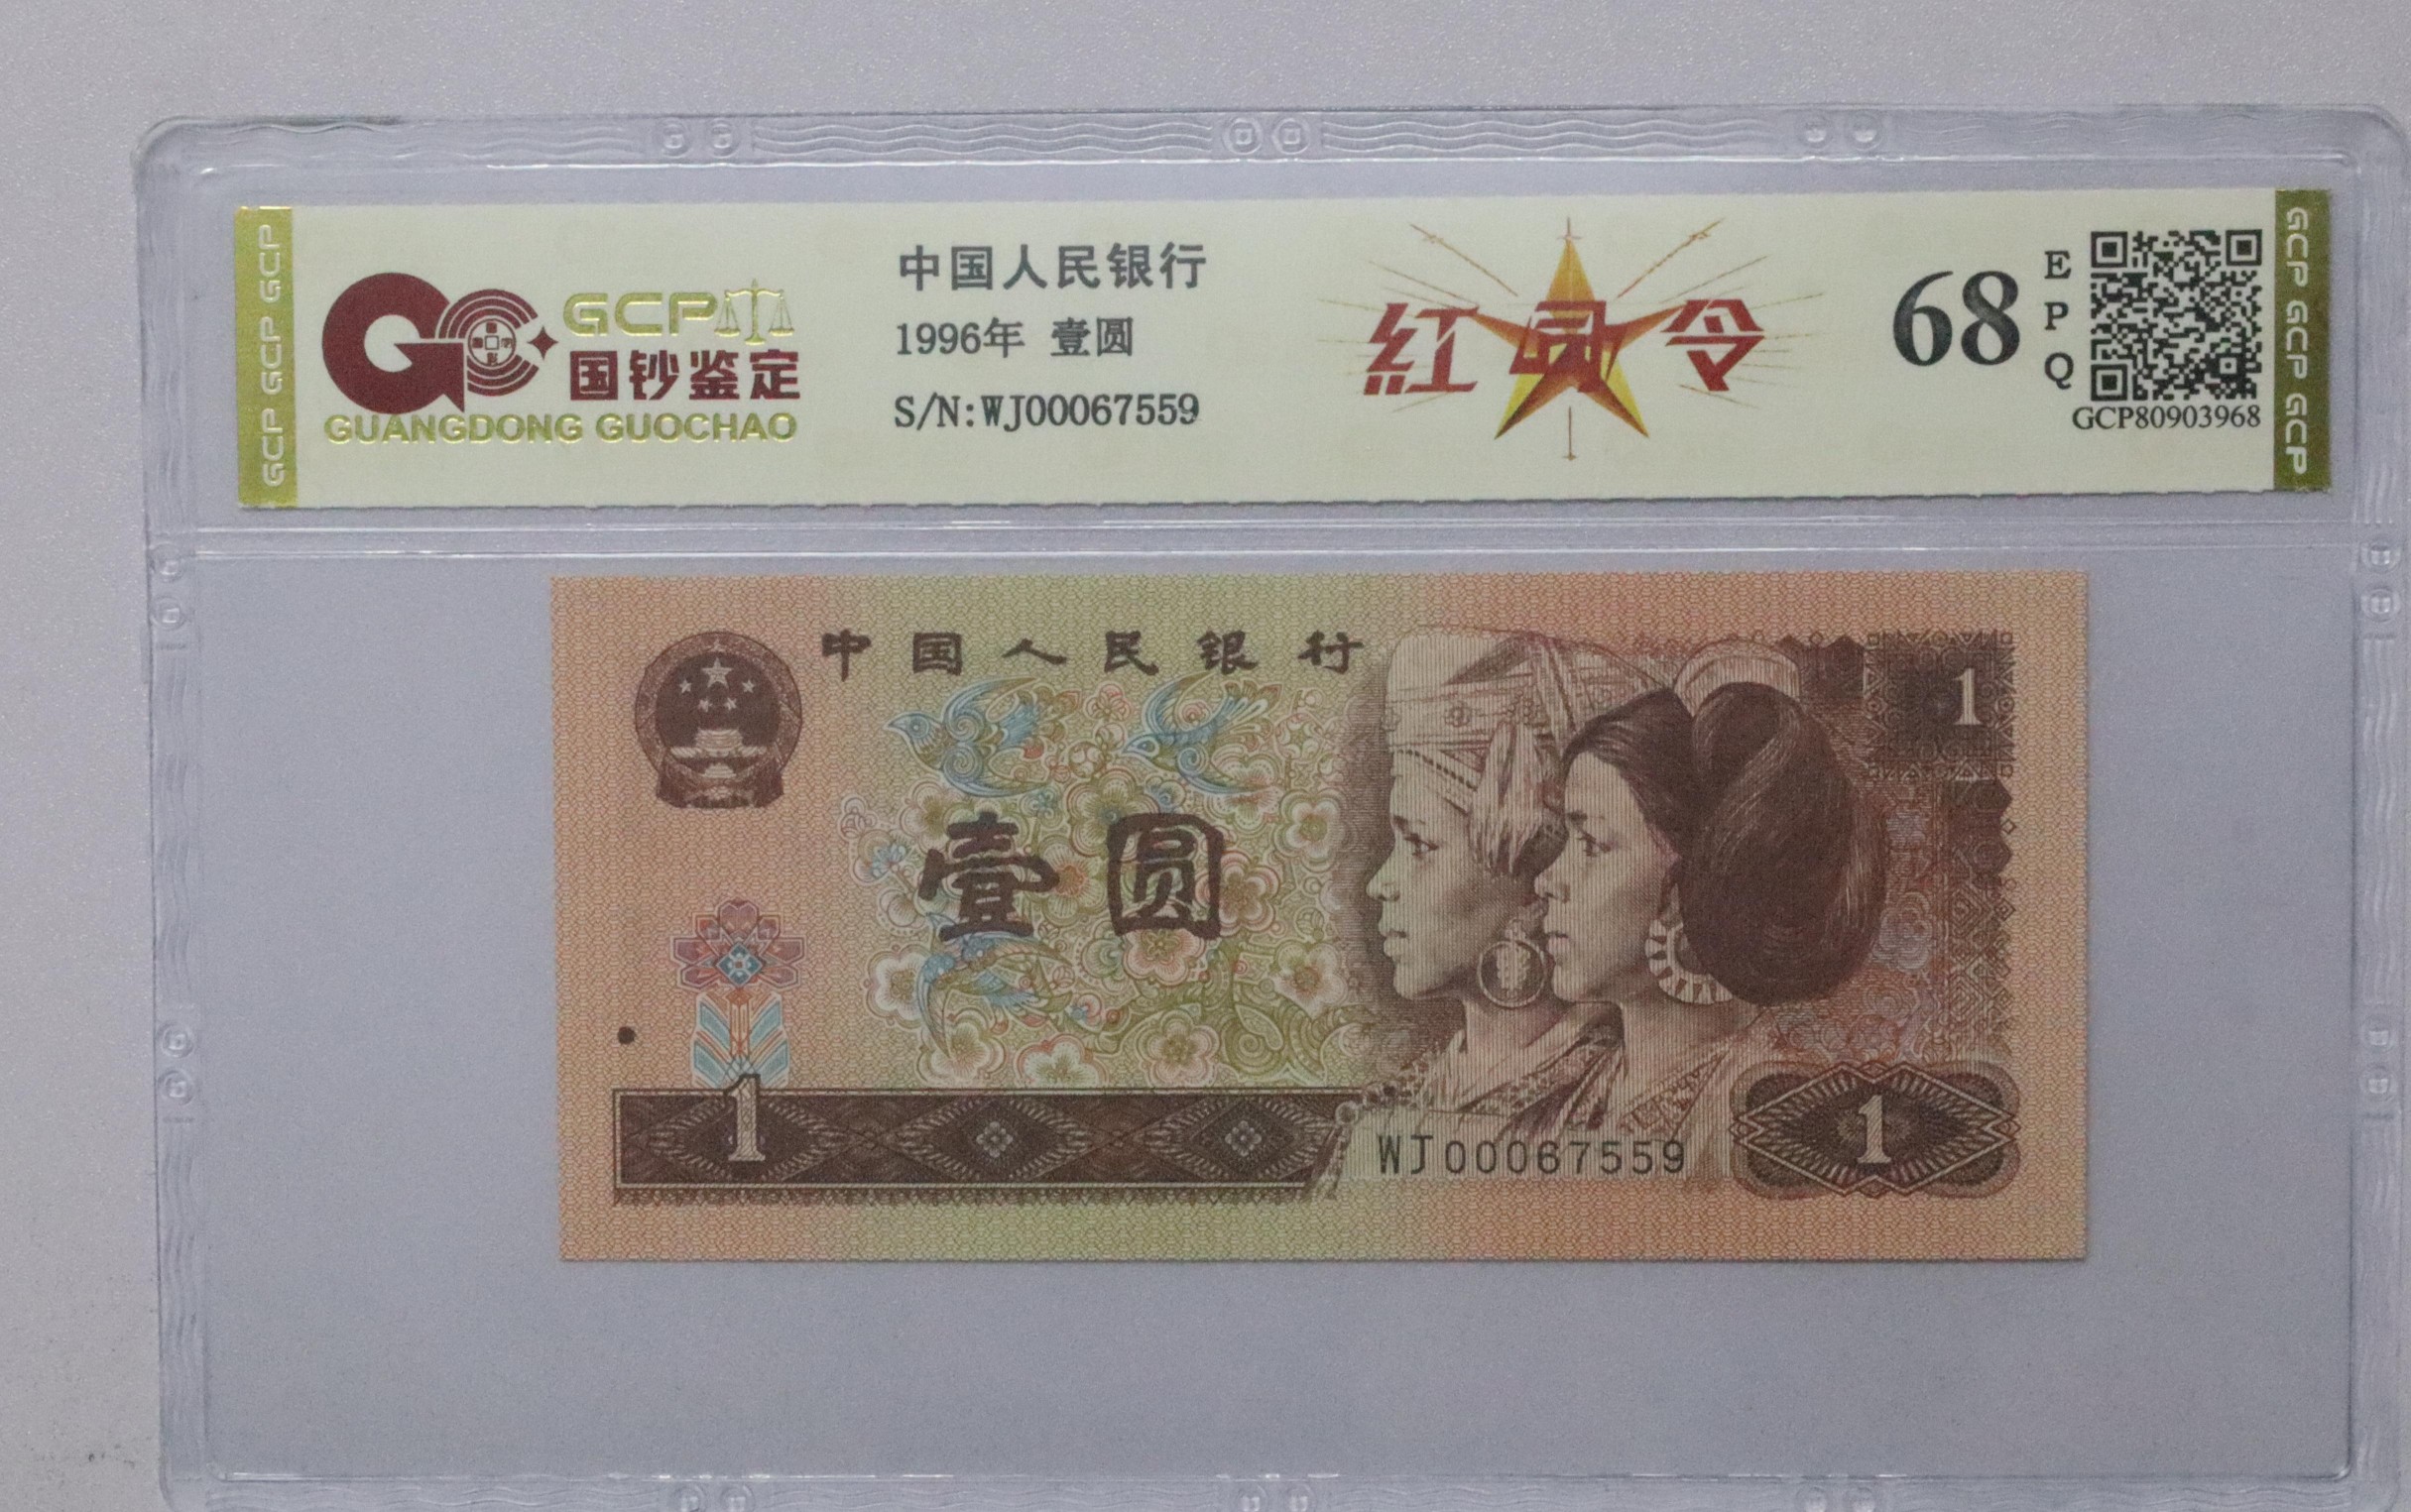 GCP GCP GCP
GCP
国钞鉴定
GUANGDONG GUOCHAO
中国人民银行
1996年 壹圆
S/N:WJ00067559
红 令
68
EPQ
GCP80903968
GCP GCP GCP
中国人民银行
1
壹圆
1
WJ00067559
1